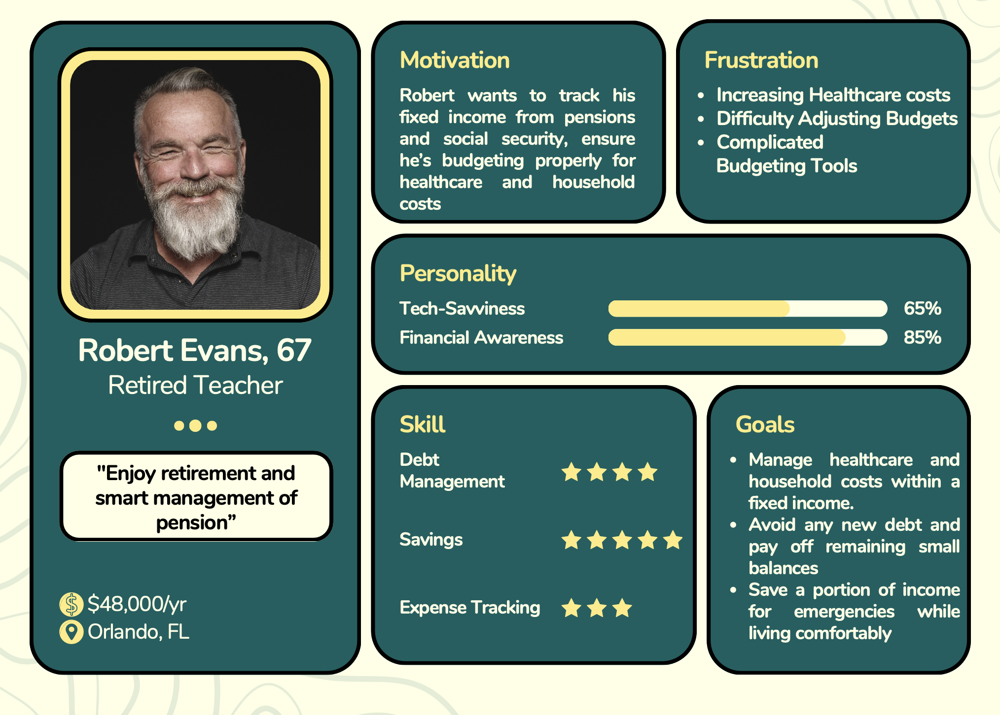 Robert Evans, 67
Retired Teacher
"Enjoy retirement and
smart management of
pension”
$48,000/yr
Orlando, FL
Motivation
Robert wants to track his
fixed income from pensions
and social security, ensure
he’s budgeting properly for
healthcare and household
costs
Frustration
• Increasing Healthcare costs
• Difficulty Adjusting Budgets
• Complicated
Budgeting Tools
Personality
Tech-Savviness 65%
Financial Awareness 85%
Skill
Debt
Management
Savings
Expense Tracking
Goals
• Manage healthcare and
household costs within a
fixed income.
• Avoid any new debt and
pay off remaining small
balances
• Save a portion of income
for emergencies while
living comfortably